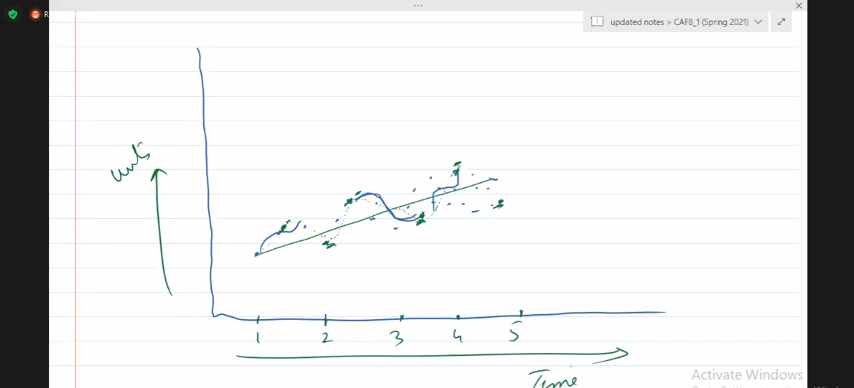 R
updated notes > CAF8_1 (Spring 2021)
units
1 2 3 4 5
Time
Activate Windows